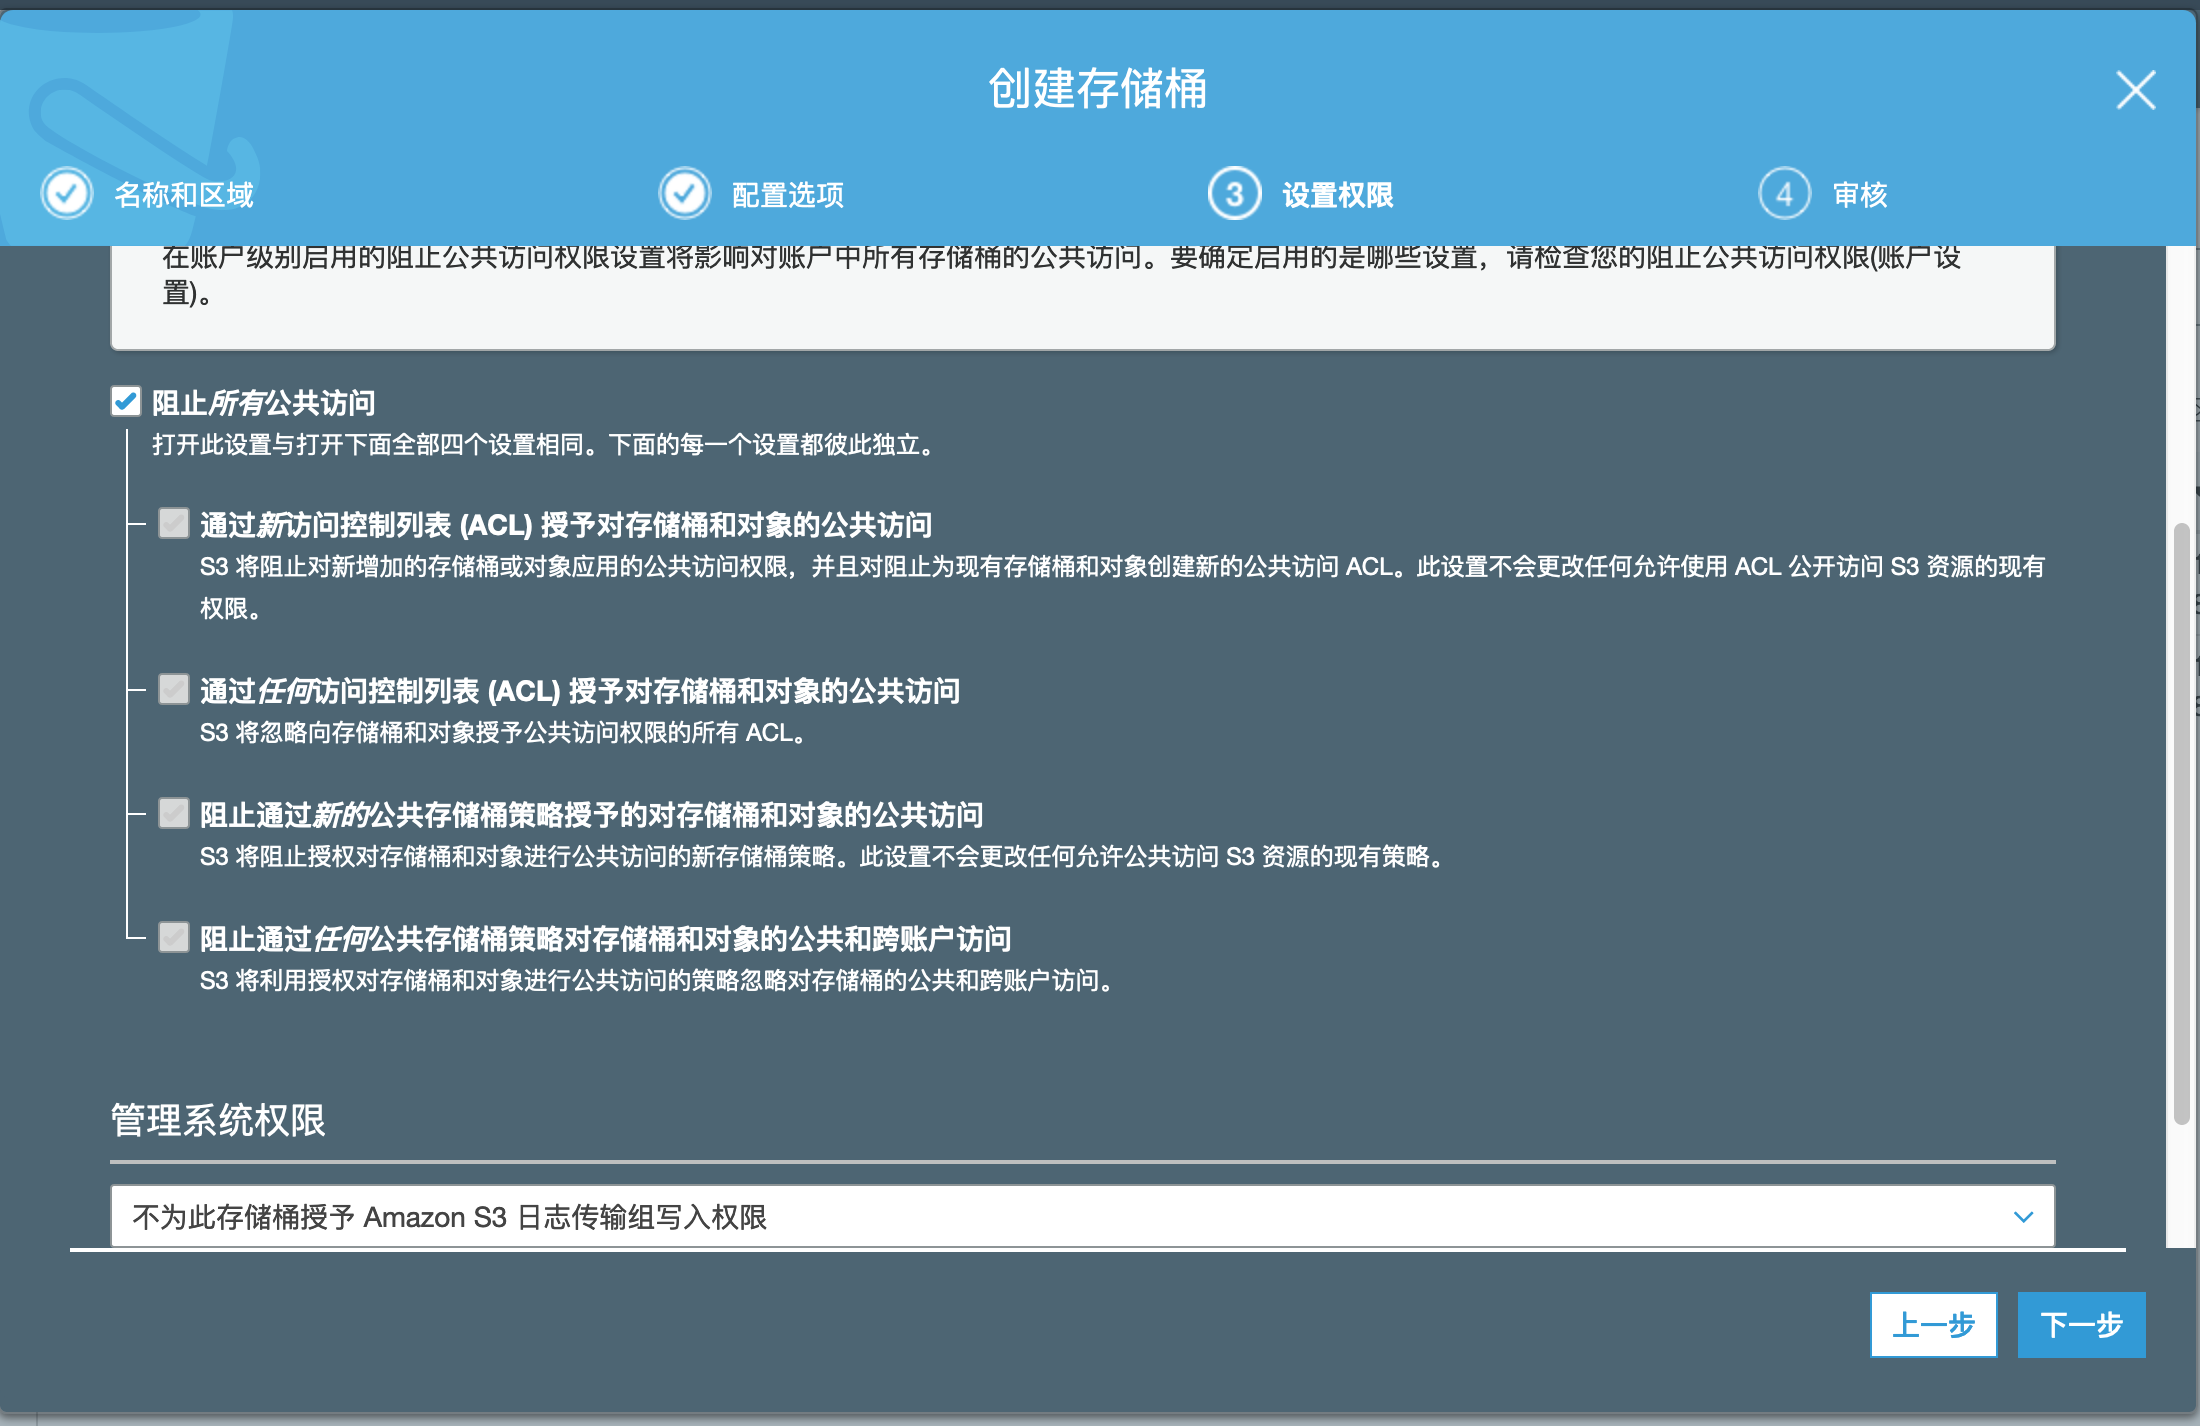 创建存储桶
名称和区域
配置选项
3 设置权限
4 审核
在账户级别启用的阻止公共访问权限设置将影响对账户中所有存储桶的公共访问。要确定启用的是哪些设置，请检查您的阻止公共访问权限(账户设
置)。
阻止所有公共访问
打开此设置与打开下面全部四个设置相同。下面的每一个设置都彼此独立。
通过新访问控制列表 (ACL) 授予对存储桶和对象的公共访问
S3 将阻止对新增加的存储桶或对象应用的公共访问权限，并且对阻止为现有存储桶和对象创建新的公共访问 ACL。此设置不会更改任何允许使用 ACL 公开访问 S3 资源的现有
权限。
通过任何访问控制列表 (ACL) 授予对存储桶和对象的公共访问
S3 将忽略向存储桶和对象授予公共访问权限的所有 ACL。
阻止通过新的公共存储桶策略授予的对存储桶和对象的公共访问
S3 将阻止授权对存储桶和对象进行公共访问的新存储桶策略。此设置不会更改任何允许公共访问 S3 资源的现有策略。
阻止通过任何公共存储桶策略对存储桶和对象的公共和跨账户访问
S3 将利用授权对存储桶和对象进行公共访问的策略忽略对存储桶的公共和跨账户访问。
管理系统权限
不为此存储桶授予 Amazon S3 日志传输组写入权限
上一步
下一步